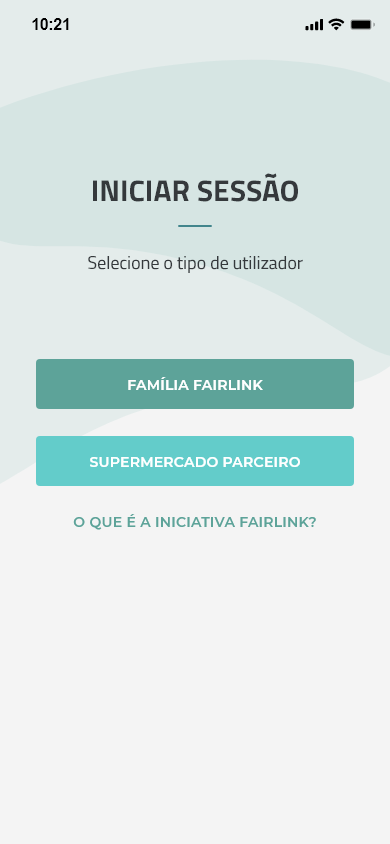 10:21
INICIAR SESSÃO
Selecione o tipo de utilizador
FAMÍLIA FAIRLINK
SUPERMERCADO PARCEIRO
O QUE É A INICIATIVA FAIRLINK?